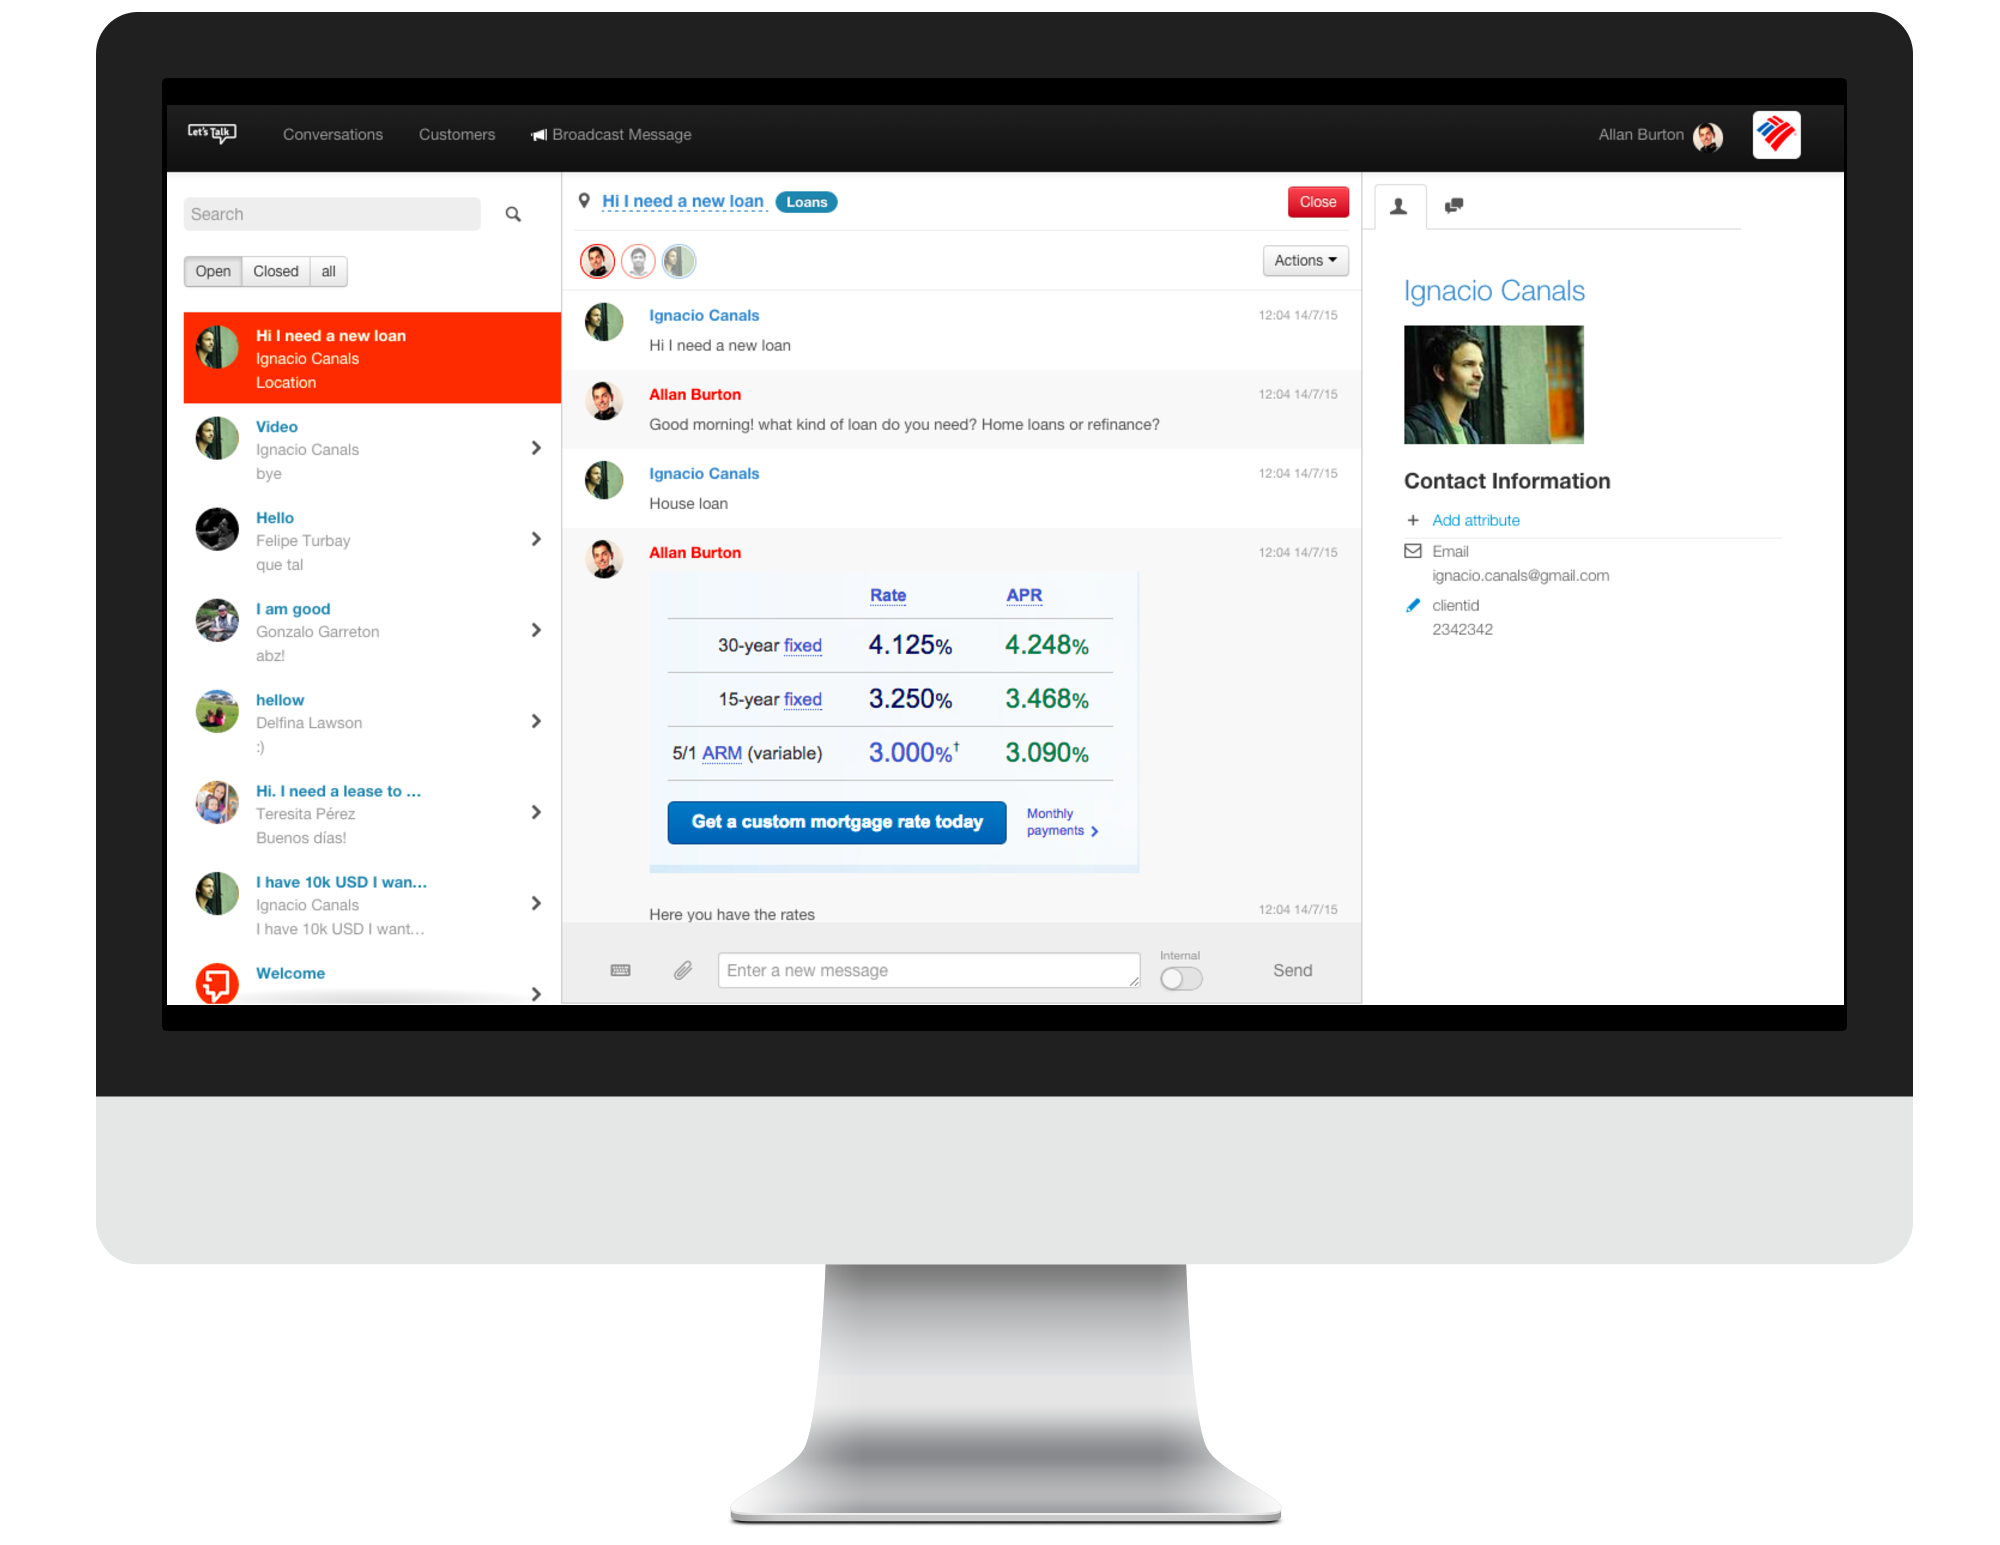 Let's Talk
Conversations
Customers
Broadcast Message
Allan Burton
Search
Open
Closed
all
Hi I need a new loan
Ignacio Canals
Location
Video
Ignacio Canals
bye
Hello
Felipe Turbay
que tal
I am good
Gonzalo Garreton
abz!
hellow
Delfina Lawson
:)
Hi. I need a lease to ...
Teresita Pérez
Buenos días!
I have 10k USD I wan...
Ignacio Canals
I have 10k USD I want...
Welcome
Hi I need a new loan Loans
Close
Actions
Ignacio Canals 12:04 14/7/15
Hi I need a new loan
Allan Burton 12:04 14/7/15
Good morning! what kind of loan do you need? Home loans or refinance?
Ignacio Canals 12:04 14/7/15
House loan
Allan Burton 12:04 14/7/15
Rate APR
30-year fixed 4.125% 4.248%
15-year fixed 3.250% 3.468%
5/1 ARM (variable) 3.000%† 3.090%
Get a custom mortgage rate today
Monthly
payments
Here you have the rates 12:04 14/7/15
Enter a new message
Internal
Send
Ignacio Canals
Contact Information
+ Add attribute
Email
ignacio.canals@gmail.com
clientid
2342342